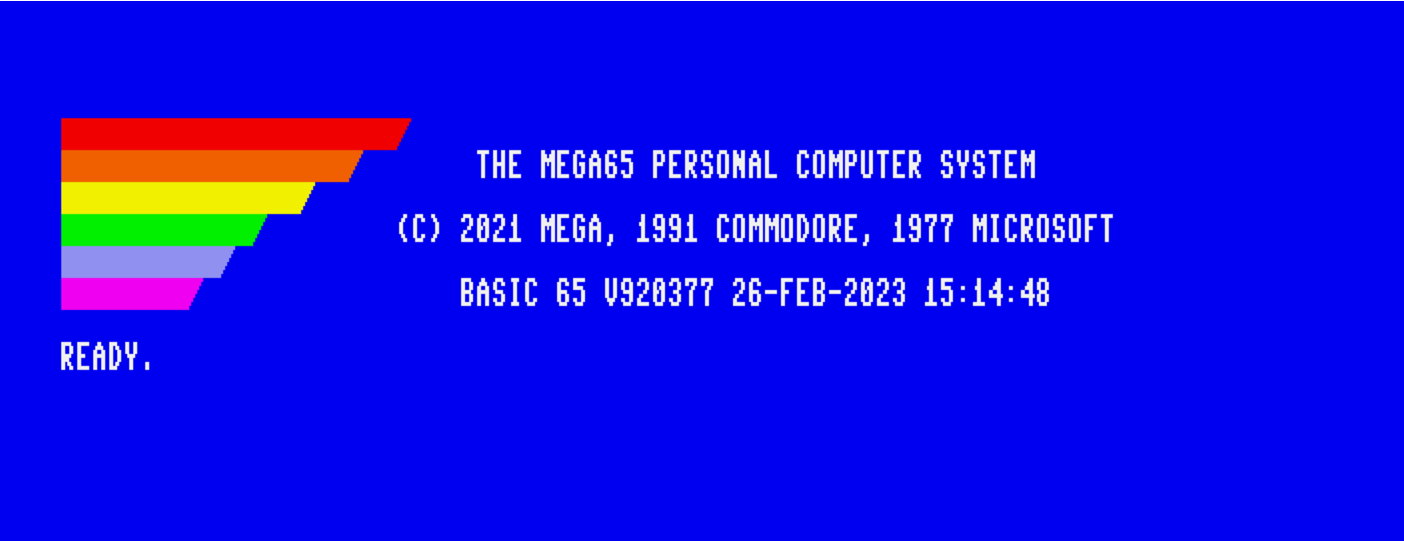 THE MEGA65 PERSONAL COMPUTER SYSTEM
(C) 2021 MEGA, 1991 COMMODORE, 1977 MICROSOFT
BASIC 65 V920377 26-FEB-2023 15:14:48
READY.